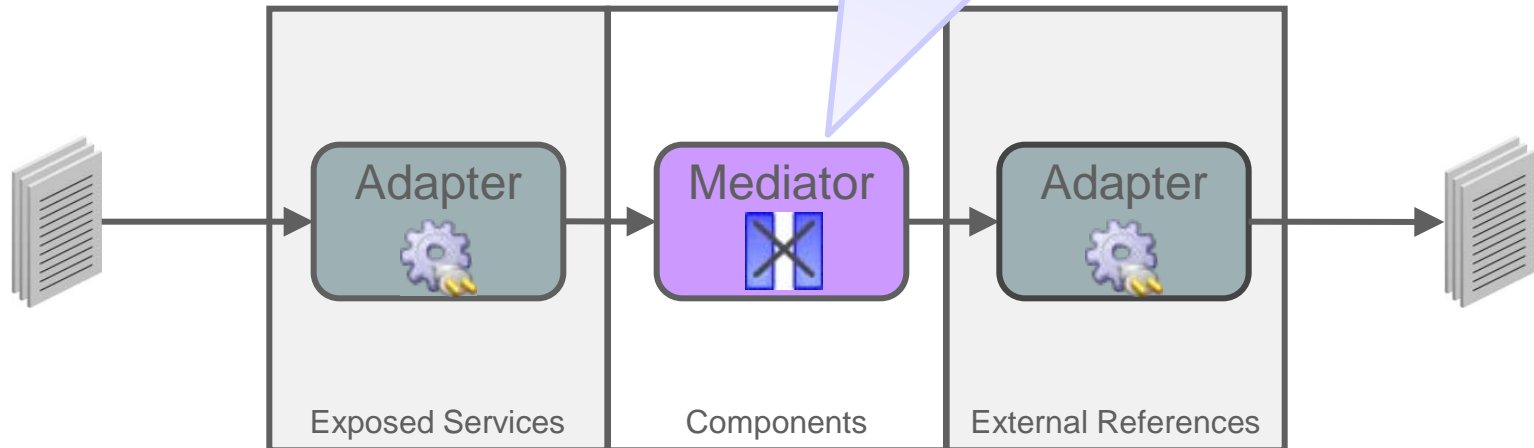 Adapter
Mediator
Adapter
Exposed Services
Components
External References